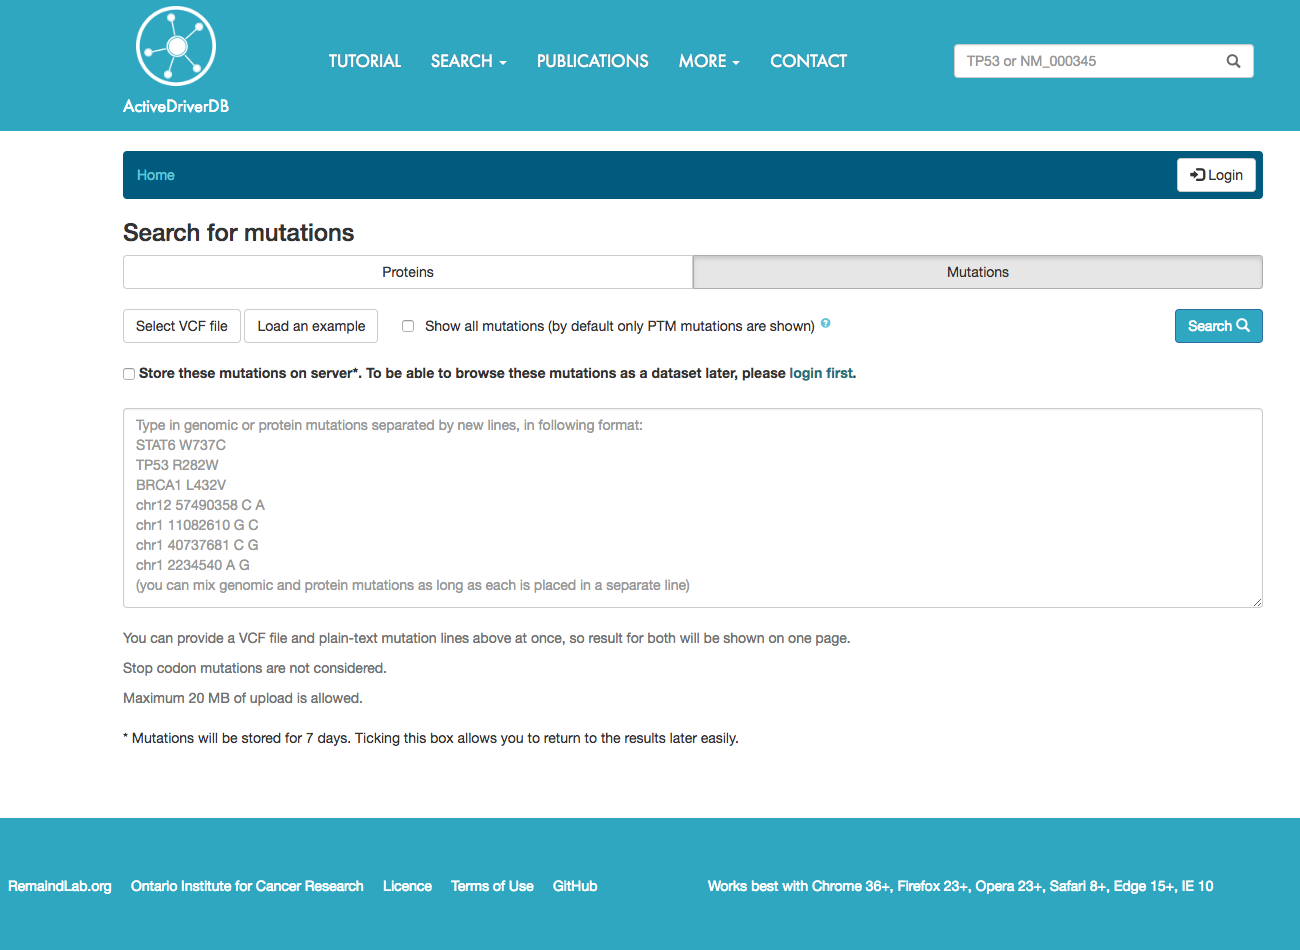 TUTORIAL SEARCH PUBLICATIONS MORE CONTACT TP53 or NM_000345
ActiveDriverDB
Home Login
Search for mutations
Proteins Mutations
Select VCF file Load an example Show all mutations (by default only PTM mutations are shown) ? Search
Store these mutations on server*. To be able to browse these mutations as a dataset later, please login first.
Type in genomic or protein mutations separated by new lines, in following format:
STAT6 W737C
TP53 R282W
BRCA1 L432V
chr12 57490358 C A
chr1 11082610 G C
chr1 40737681 C G
chr1 2234540 A G
(you can mix genomic and protein mutations as long as each is placed in a separate line)
You can provide a VCF file and plain-text mutation lines above at once, so result for both will be shown on one page.
Stop codon mutations are not considered.
Maximum 20 MB of upload is allowed.
* Mutations will be stored for 7 days. Ticking this box allows you to return to the results later easily.
RemaindLab.org Ontario Institute for Cancer Research Licence Terms of Use GitHub Works best with Chrome 36+, Firefox 23+, Opera 23+, Safari 8+, Edge 15+, IE 10